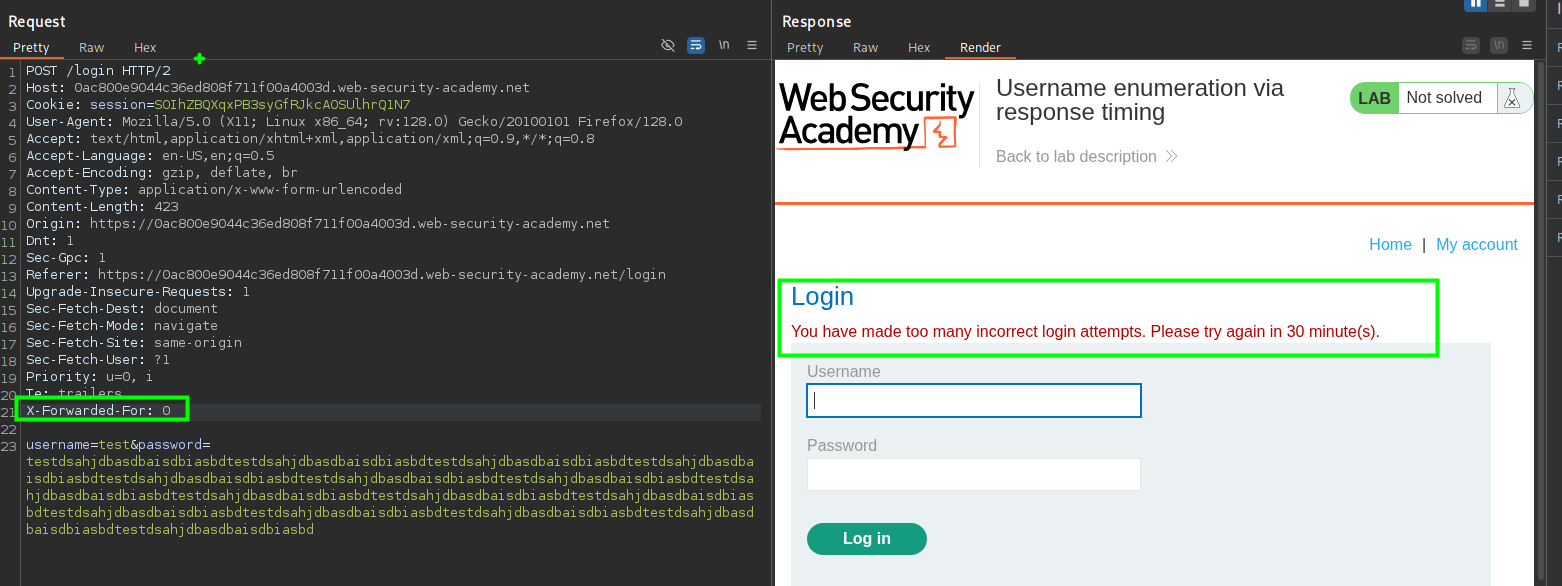 Request
Pretty Raw Hex
\n
1 POST /login HTTP/2
2 Host: 0ac800e9044c36ed808f711f00a4003d.web-security-academy.net
3 Cookie: session=SOIhZBQXqxPB3syGfRJkcAOSUlhrQ1N7
4 User-Agent: Mozilla/5.0 (X11; Linux x86_64; rv:128.0) Gecko/20100101 Firefox/128.0
5 Accept: text/html,application/xhtml+xml,application/xml;q=0.9,*/*;q=0.8
6 Accept-Language: en-US,en;q=0.5
7 Accept-Encoding: gzip, deflate, br
8 Content-Type: application/x-www-form-urlencoded
9 Content-Length: 423
10 Origin: https://0ac800e9044c36ed808f711f00a4003d.web-security-academy.net
11 Dnt: 1
12 Sec-Gpc: 1
13 Referer: https://0ac800e9044c36ed808f711f00a4003d.web-security-academy.net/login
14 Upgrade-Insecure-Requests: 1
15 Sec-Fetch-Dest: document
16 Sec-Fetch-Mode: navigate
17 Sec-Fetch-Site: same-origin
18 Sec-Fetch-User: ?1
19 Priority: u=0, i
20 Te: trailers
21 X-Forwarded-For: 0
22
23 username=test&password=
testdsahjdbasdbaisdbiasbdtestdsahjdbasdbaisdbiasbdtestdsahjdbasdbaisdbiasbdtestdsahjdbasdba
isdbiasbdtestdsahjdbasdbaisdbiasbdtestdsahjdbasdbaisdbiasbdtestdsahjdbasdbaisdbiasbdtestdsa
hjdbasdbaisdbiasbdtestdsahjdbasdbaisdbiasbdtestdsahjdbasdbaisdbiasbdtestdsahjdbasdbaisdbias
bdtestdsahjdbasdbaisdbiasbdtestdsahjdbasdbaisdbiasbdtestdsahjdbasdbaisdbiasbdtestdsahjdbasd
baisdbiasbdtestdsahjdbasdbaisdbiasbd
Response
Pretty Raw Hex Render
\n
Web Security
Academy
Username enumeration via
response timing
Back to lab description
LAB Not solved
Home | My account
Login
You have made too many incorrect login attempts. Please try again in 30 minute(s).
Username
Password
Log in